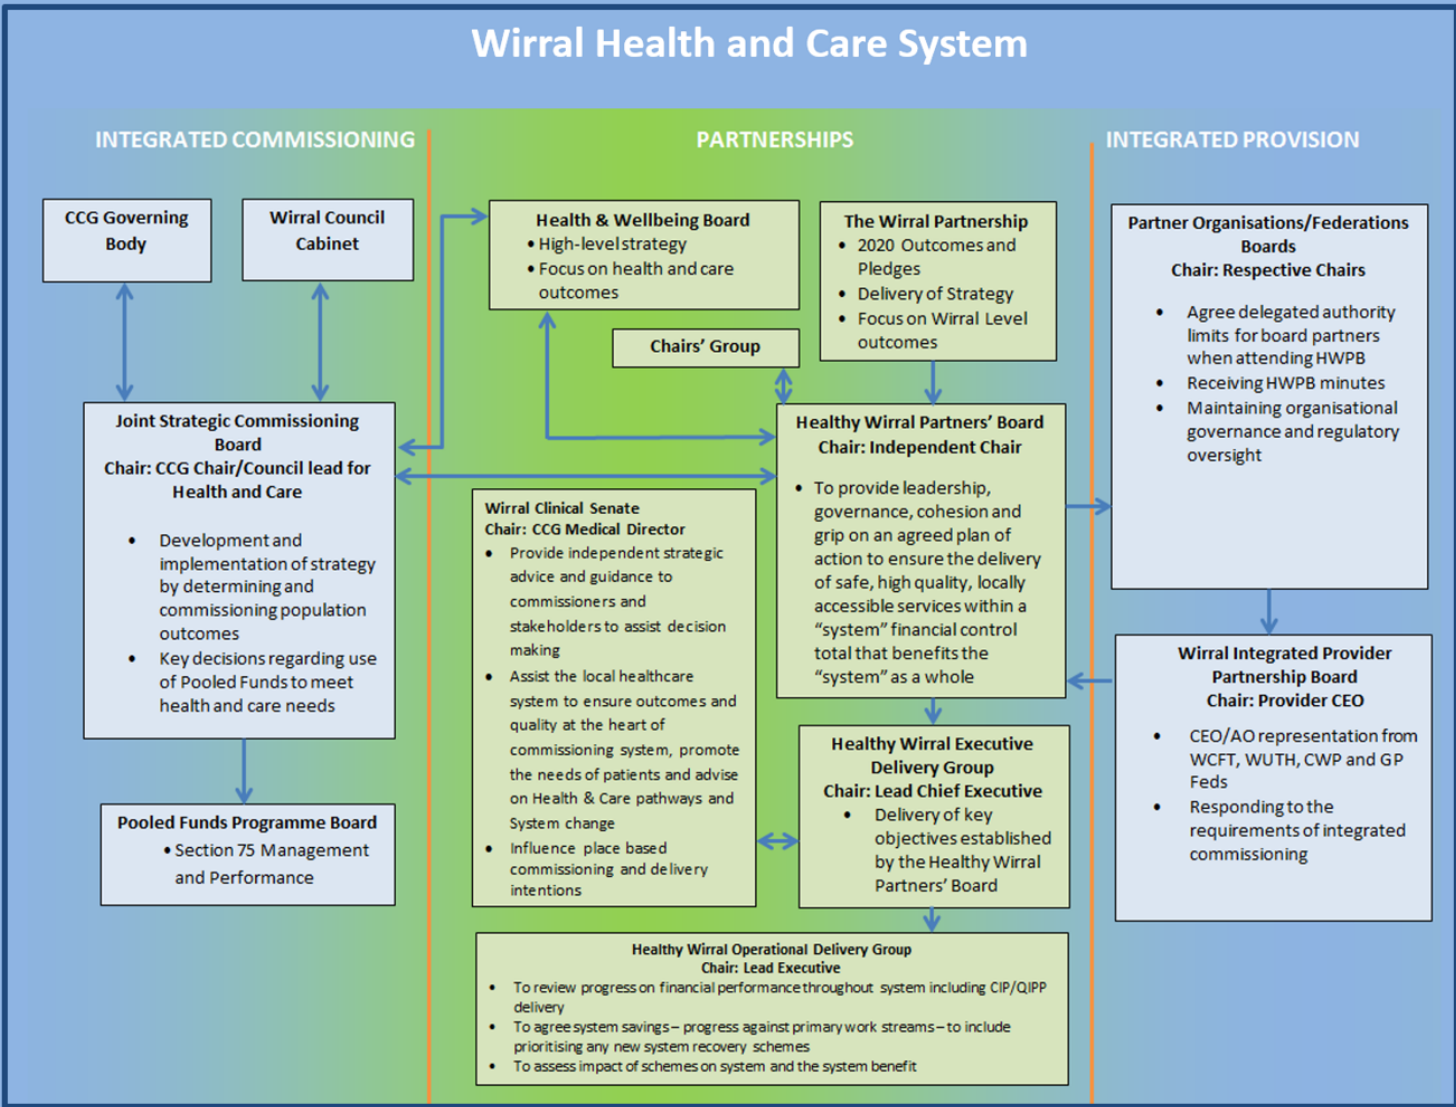 Wirral Health and Care System
INTEGRATED COMMISSIONING
PARTNERSHIPS
INTEGRATED PROVISION
CCG Governing
Body
Wirral Council
Cabinet
Joint Strategic Commissioning
Board
Chair: CCG Chair/Council lead for
Health and Care
• Development and
implementation of strategy
by determining and
commissioning population
outcomes
• Key decisions regarding use
of Pooled Funds to meet
health and care needs
Pooled Funds Programme Board
• Section 75 Management
and Performance
Health & Wellbeing Board
• High-level strategy
• Focus on health and care
outcomes
The Wirral Partnership
• 2020 Outcomes and
Pledges
• Delivery of Strategy
• Focus on Wirral Level
outcomes
Chairs’ Group
Healthy Wirral Partners’ Board
Chair: Independent Chair
• To provide leadership,
governance, cohesion and
grip on an agreed plan of
action to ensure the delivery
of safe, high quality, locally
accessible services within a
“system” financial control
total that benefits the
“system” as a whole
Wirral Clinical Senate
Chair: CCG Medical Director
• Provide independent strategic
advice and guidance to
commissioners and
stakeholders to assist decision
making
• Assist the local healthcare
system to ensure outcomes and
quality at the heart of
commissioning system, promote
the needs of patients and advise
on Health & Care pathways and
System change
• Influence place based
commissioning and delivery
intentions
Healthy Wirral Executive
Delivery Group
Chair: Lead Chief Executive
• Delivery of key
objectives established
by the Healthy Wirral
Partners’ Board
Healthy Wirral Operational Delivery Group
Chair: Lead Executive
• To review progress on financial performance throughout system including CIP/QIPP
delivery
• To agree system savings – progress against primary work streams – to include
prioritising any new system recovery schemes
• To assess impact of schemes on system and the system benefit
Partner Organisations/Federations
Boards
Chair: Respective Chairs
• Agree delegated authority
limits for board partners
when attending HWPB
• Receiving HWPB minutes
• Maintaining organisational
governance and regulatory
oversight
Wirral Integrated Provider
Partnership Board
Chair: Provider CEO
• CEO/AO representation from
WCFT, WUTH, CWP and GP
Feds
• Responding to the
requirements of integrated
commissioning